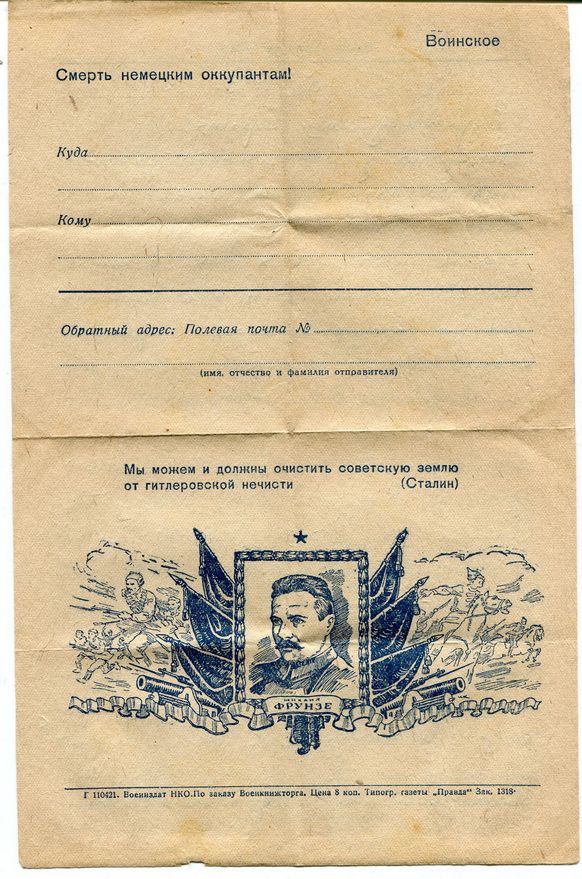 Воинское
Смерть немецким оккупантам!
Куда
Кому
Обратный адрес: Полевая почта №
(имя, отчество и фамилия отправителя)
Мы можем и должны очистить советскую землю
от гитлеровской нечисти (Сталин)
МИХАИЛ
ФРУНЗЕ
Г 110421. Воениздат НКО. По заказу Военкнижторга. Цена 8 коп. Типогр. газеты „Правда“ Зак. 1318.